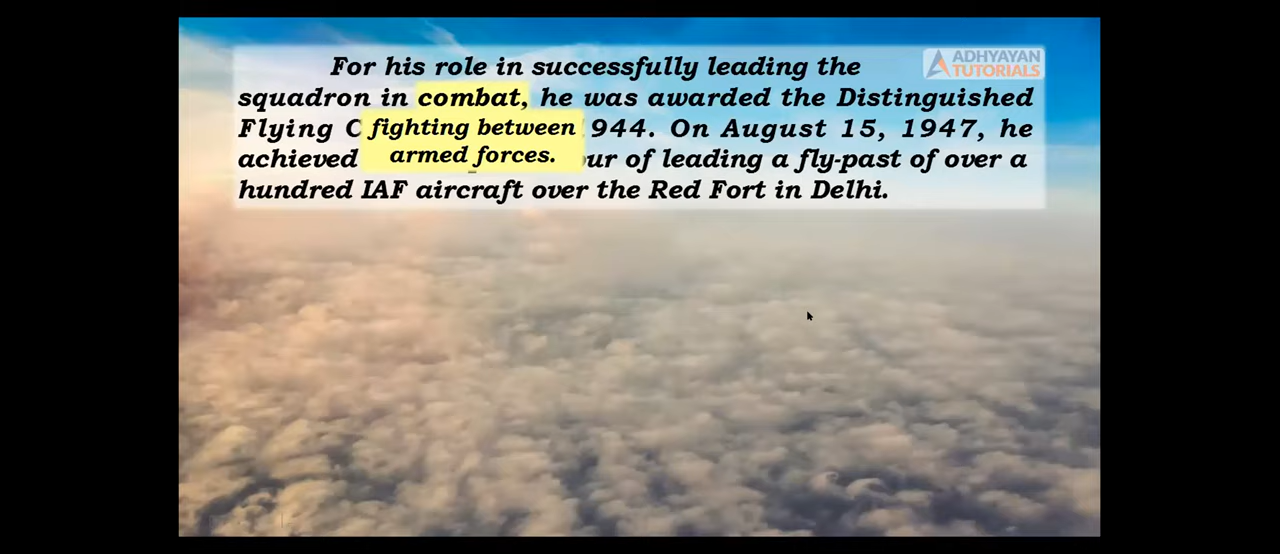 For his role in successfully leading the
ADHYAYAN
TUTORIALS
squadron in combat, he was awarded the Distinguished
Flying C fighting between 944. On August 15, 1947, he
achieved armed forces. our of leading a fly-past of over a
hundred IAF aircraft over the Red Fort in Delhi.